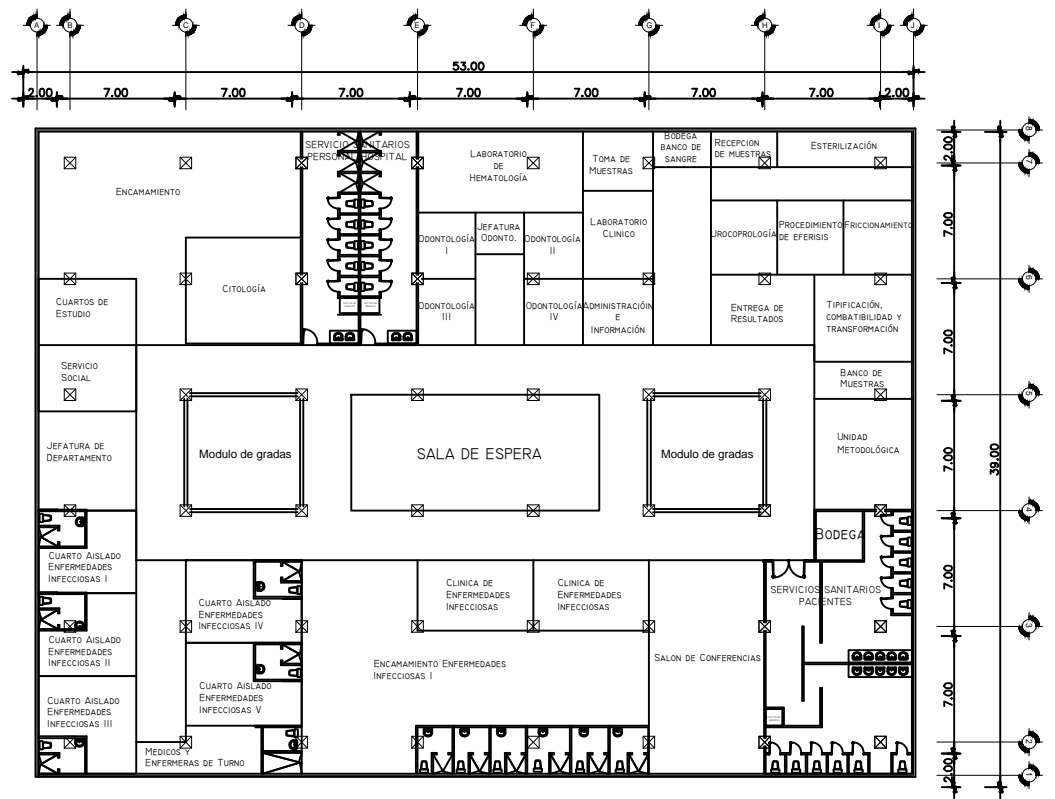 A B C D E F G H I J
53.00
2.00 7.00 7.00 7.00 7.00 7.00 7.00 7.00 2.00
8
7
6
5
4
3
2
1
2.00
7.00
7.00
7.00
7.00
7.00
2.00
39.00
ENCAMIENTO
SERVICIO SANITARIOS
PERSONAL HOSPITAL
LABORATORIO
DE
HEMATOLOGÍA
TOMA DE
MUESTRAS
BODEGA
BANCO DE
SANGRE
RECEPCION
DE MUESTRAS
ESTERILIZACIÓN
CITOLOGÍA
ODONTOLOGÍA
I
JEFATURA
ODONTO.
ODONTOLOGÍA
II
LABORATORIO
CLINICO
UROCOPROLOGÍA
PROCEDIMIENTO
DE EFERISIS
FRICCIONAMIENTO
CUARTOS DE
ESTUDIO
ODONTOLOGÍA
III
ODONTOLOGÍA
IV
ADMINISTRACIÓIN
E
INFORMACIÓN
ENTREGA DE
RESULTADOS
TIPIFICACIÓN,
COMBATIBILIDAD Y
TRANSFORMACIÓN
SERVICIO
SOCIAL
BANCO DE
MUESTRAS
JEFATURA DE
DEPARTAMENTO
Modulo de gradas
SALA DE ESPERA
Modulo de gradas
UNIDAD
METODOLÓGICA
BODEGA
CUARTO AISLADO
ENFERMEDADES
INFECCIOSAS I
CUARTO AISLADO
ENFERMEDADES
INFECCIOSAS IV
CLINICA DE
ENFERMEDADES
INFECCIOSAS
CLINICA DE
ENFERMEDADES
INFECCIOSAS
SERVICIOS SANITARIOS
PACIENTES
CUARTO AISLADO
ENFERMEDADES
INFECCIOSAS II
ENCAMIENTO ENFERMEDADES
INFECCIOSAS I
SALON DE CONFERENCIAS
CUARTO AISLADO
ENFERMEDADES
INFECCIOSAS III
CUARTO AISLADO
ENFERMEDADES
INFECCIOSAS V
MEDICOS Y
ENFERMERAS DE TURNO